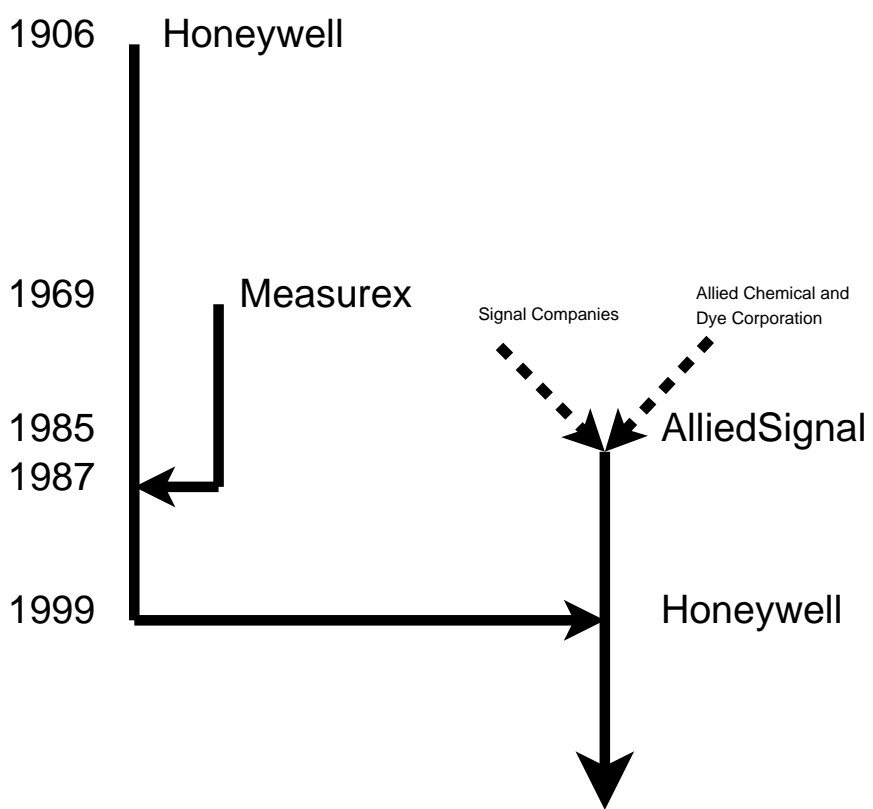 1906 Honeywell
1969 Measurex
Signal Companies
Allied Chemical and
Dye Corporation
1985 AlliedSignal
1987
1999 Honeywell